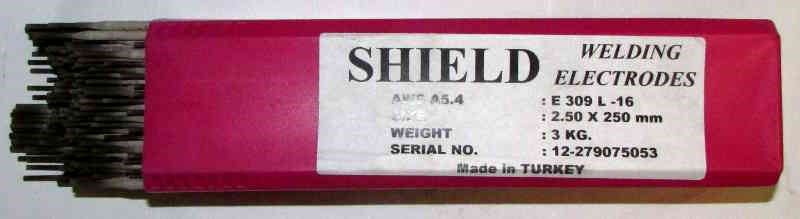 SHIELD WELDING ELECTRODES
AWS A5.4 : E 309 L -16
: 2.50 X 250 mm
WEIGHT : 3 KG.
SERIAL NO. : 12-279075053
Made in TURKEY